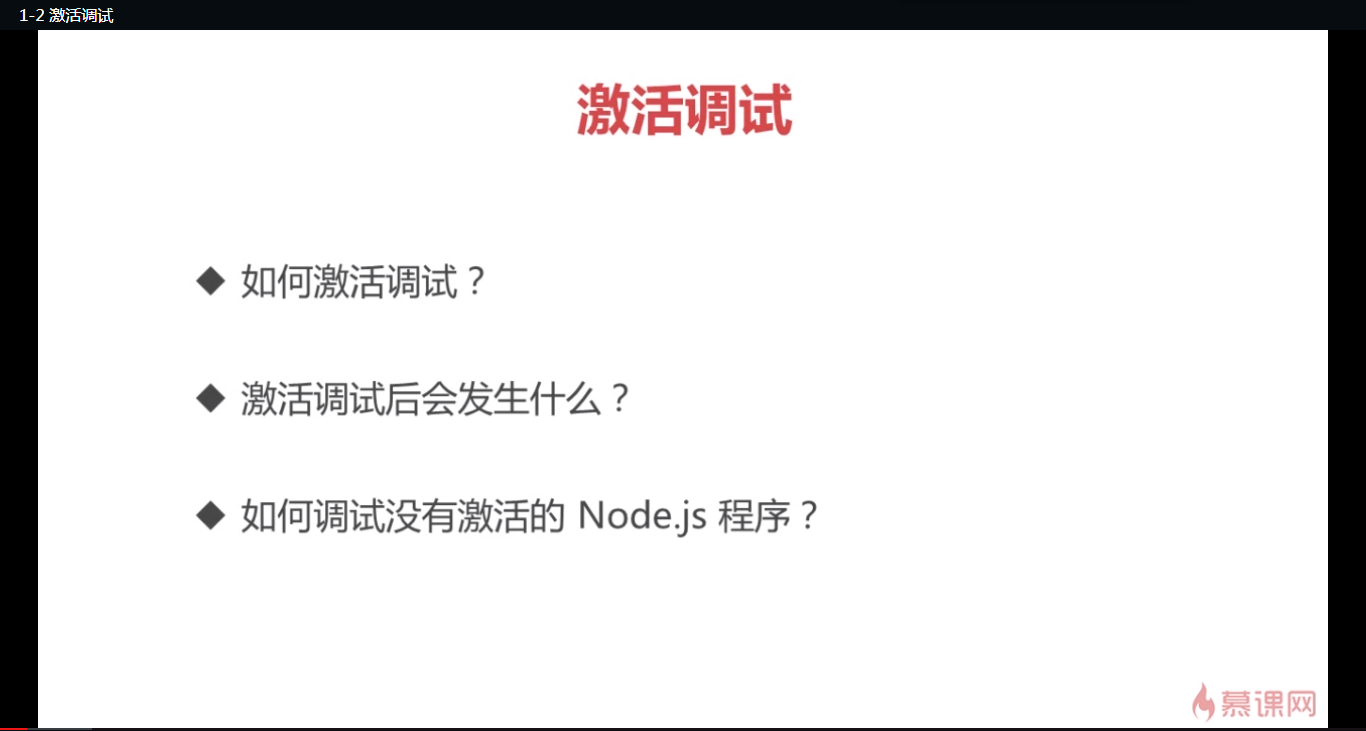 1-2 激活调试
激活调试
◆ 如何激活调试？
◆ 激活调试后会发生什么？
◆ 如何调试没有激活的 Node.js 程序？
慕课网